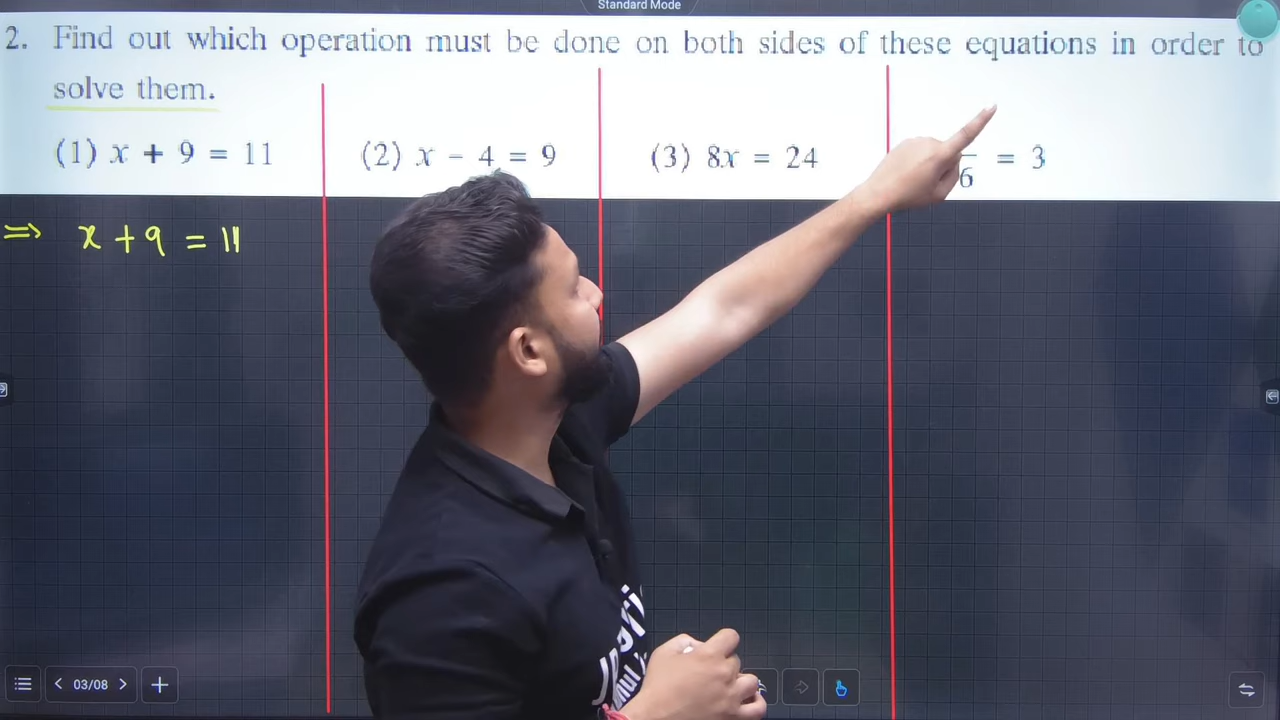 Standard Mode
2. Find out which operation must be done on both sides of these equations in order to
solve them.
(1) x + 9 = 11 (2) x - 4 = 9 (3) 8x = 24 6 = 3
⇒ x + 9 = 11
03/08